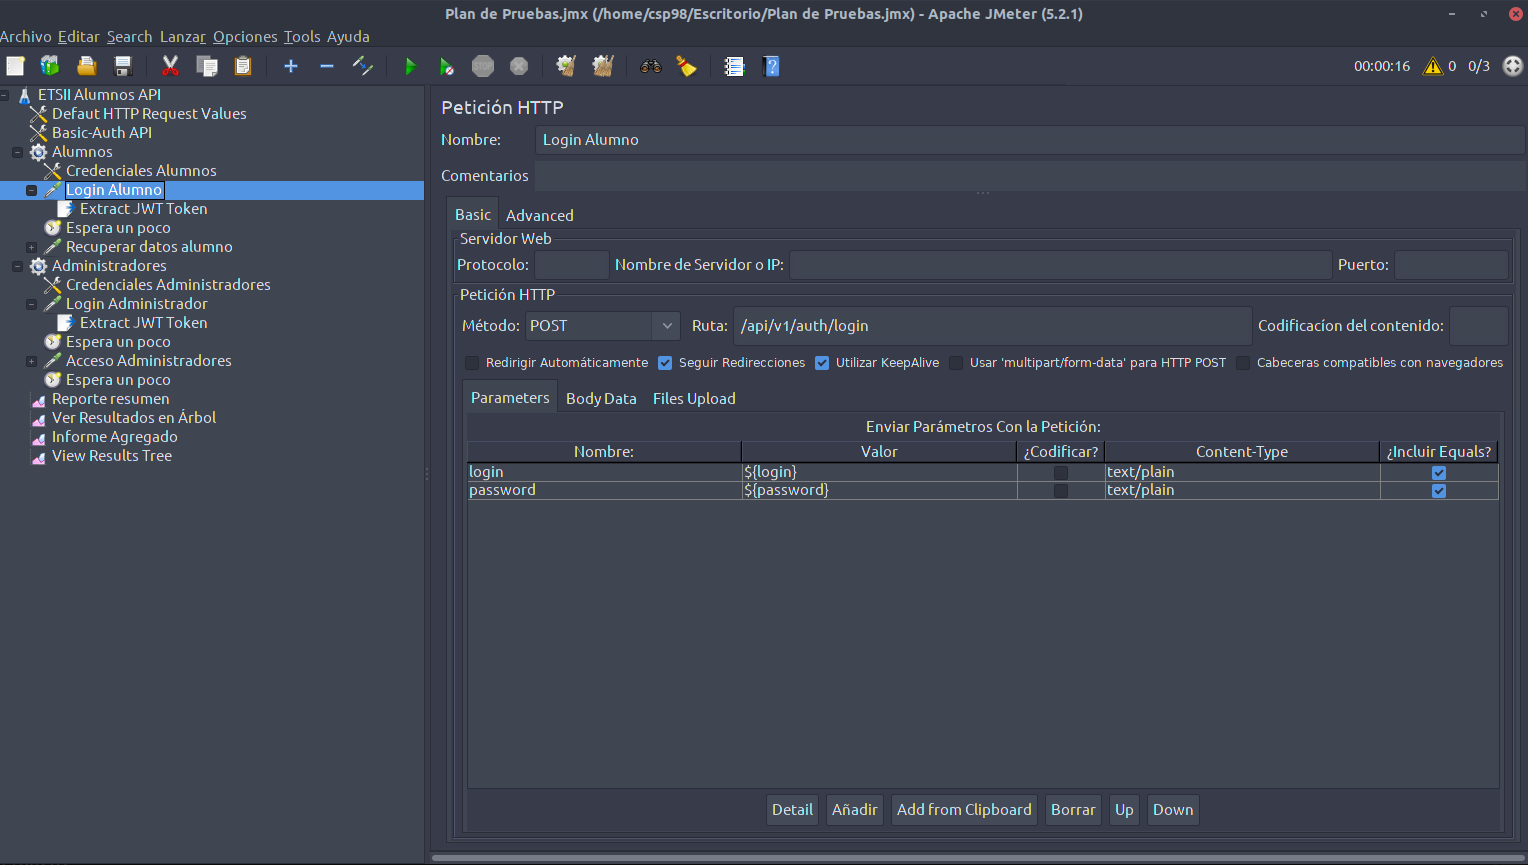 Plan de Pruebas.jmx (/home/csp98/Escritorio/Plan de Pruebas.jmx) - Apache JMeter (5.2.1)
Archivo Editar Search Lanzar Opciones Tools Ayuda
STOP
00:00:16 0 0/3
ETSII Alumnos API
Defaut HTTP Request Values
Basic-Auth API
Alumnos
Credenciales Alumnos
Login Alumno
Extract JWT Token
Espera un poco
Recuperar datos alumno
Administradores
Credenciales Administradores
Login Administrador
Extract JWT Token
Espera un poco
Acceso Administradores
Espera un poco
Reporte resumen
Ver Resultados en Árbol
Informe Agregado
View Results Tree
Petición HTTP
Nombre: Login Alumno
Comentarios
Basic Advanced
Servidor Web
Protocolo: Nombre de Servidor o IP: Puerto:
Petición HTTP
Método: POST Ruta: /api/v1/auth/login Codificacíon del contenido:
Redirigir Automáticamente Seguir Redirecciones Utilizar KeepAlive Usar 'multipart/form-data' para HTTP POST Cabeceras compatibles con navegadores
Parameters Body Data Files Upload
Enviar Parámetros Con la Petición:
Nombre: Valor ¿Codificar? Content-Type ¿Incluir Equals?
login ${login} text/plain
password ${password} text/plain
Detail Añadir Add from Clipboard Borrar Up Down